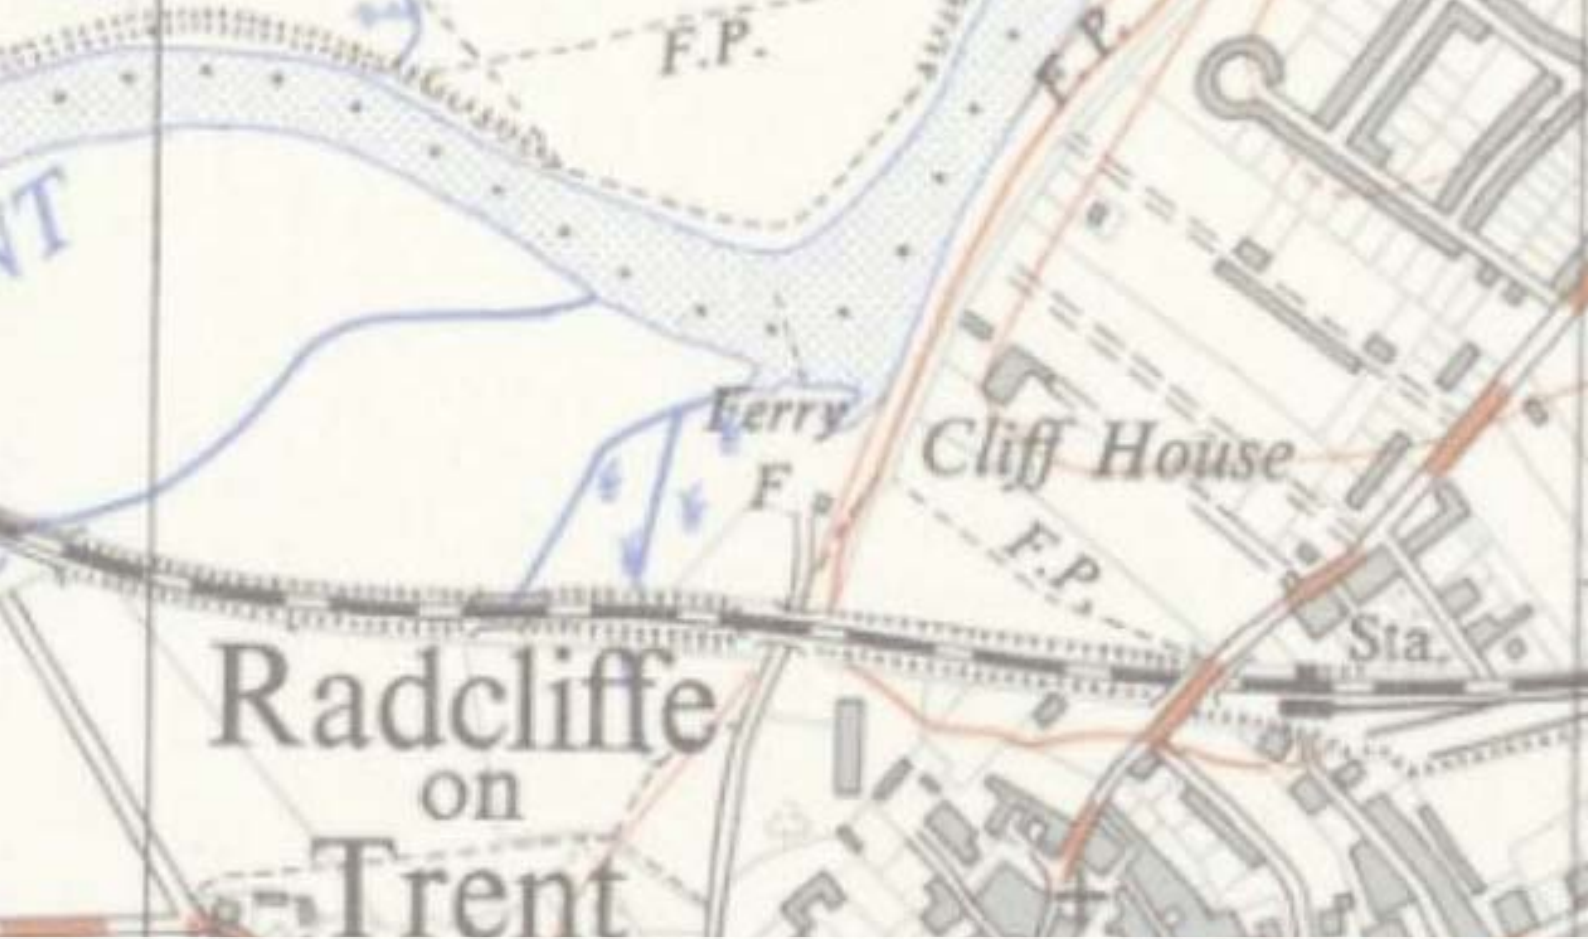 F.P.
F.P.
NT
Ferry
Cliff House
F
F.P.
Sta.
Radcliffe
on
Trent